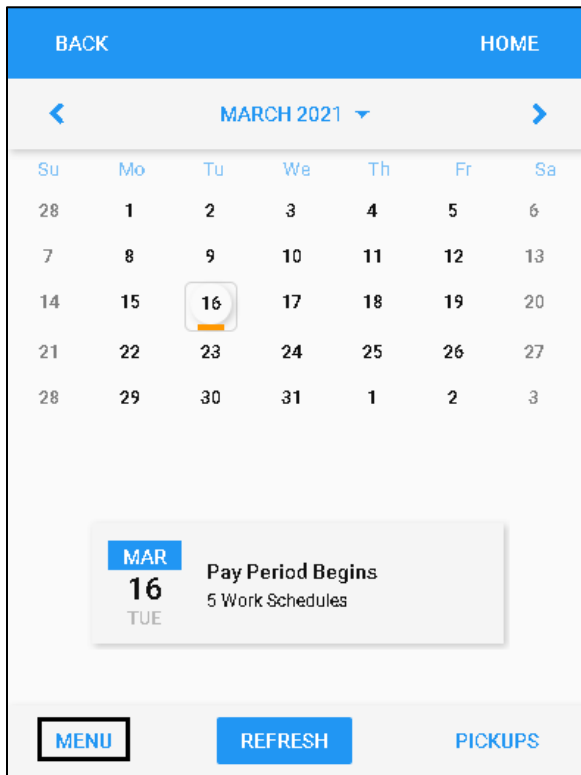 BACK HOME
MARCH 2021
Su Mo Tu We Th Fr Sa
28 1 2 3 4 5 6
7 8 9 10 11 12 13
14 15 16 17 18 19 20
21 22 23 24 25 26 27
28 29 30 31 1 2 3
MAR
16
TUE
Pay Period Begins
5 Work Schedules
MENU REFRESH PICKUPS